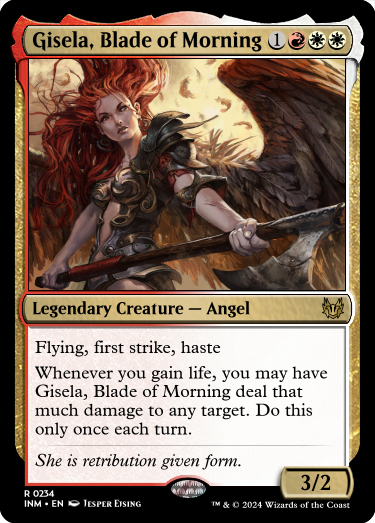 Gisela, Blade of Morning 1
Legendary Creature — Angel
Flying, first strike, haste
Whenever you gain life, you may have
Gisela, Blade of Morning deal that
much damage to any target. Do this
only once each turn.
She is retribution given form.
3/2
R 0234
INM • EN Jesper Eising
™ & © 2024 Wizards of the Coast